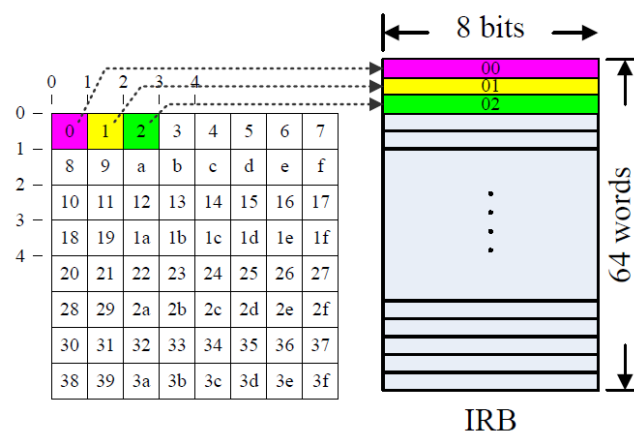 8 bits
00
01
02
0 1 2 3 4
0
1
2
3
4
0 1 2 3 4 5 6 7
8 9 a b c d e f
10 11 12 13 14 15 16 17
18 19 1a 1b 1c 1d 1e 1f
20 21 22 23 24 25 26 27
28 29 2a 2b 2c 2d 2e 2f
30 31 32 33 34 35 36 37
38 39 3a 3b 3c 3d 3e 3f
64 words
IRB